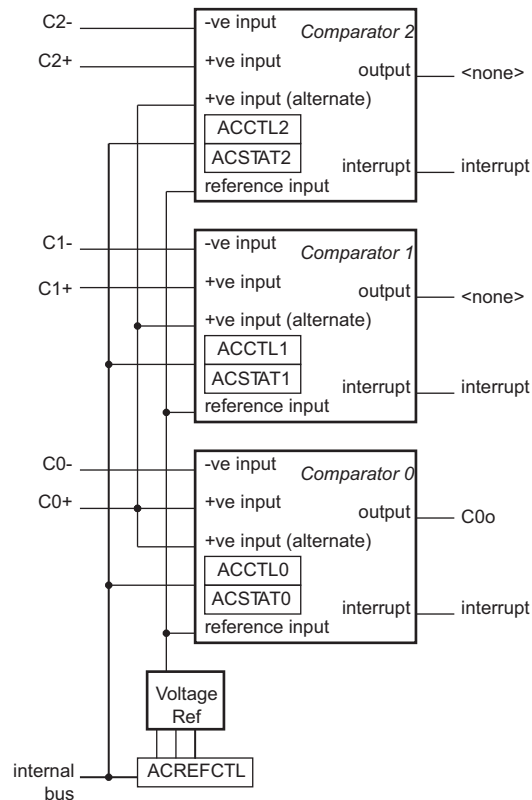 C2-
-ve input
Comparator 2
C2+
+ve input
output
<none>
+ve input (alternate)
ACCTL2
ACSTAT2
interrupt
interrupt
reference input
C1-
-ve input
Comparator 1
C1+
+ve input
output
<none>
+ve input (alternate)
ACCTL1
ACSTAT1
interrupt
interrupt
reference input
C0-
-ve input
Comparator 0
C0+
+ve input
output
C0o
+ve input (alternate)
ACCTL0
ACSTAT0
interrupt
interrupt
reference input
Voltage
Ref
internal
bus
ACREFCTL